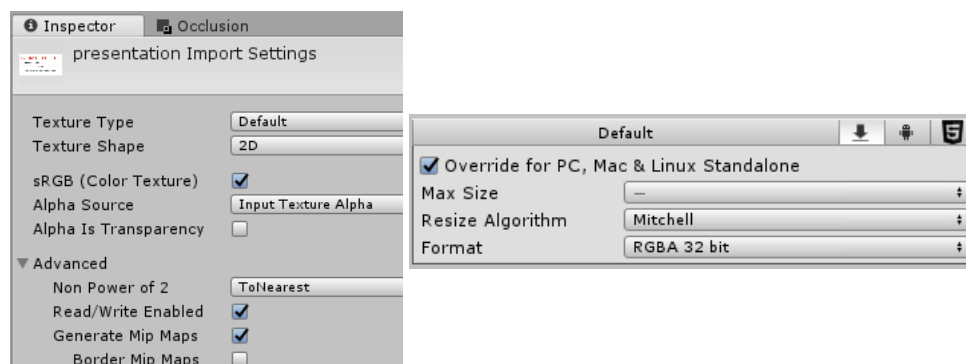 Inspector
Occlusion
presentation Import Settings
Texture Type Default
Texture Shape 2D
sRGB (Color Texture)
Alpha Source Input Texture Alpha
Alpha Is Transparency
Advanced
Non Power of 2 ToNearest
Read/Write Enabled
Generate Mip Maps
Border Mip Maps
Default
Override for PC, Mac & Linux Standalone
Max Size —
Resize Algorithm Mitchell
Format RGBA 32 bit